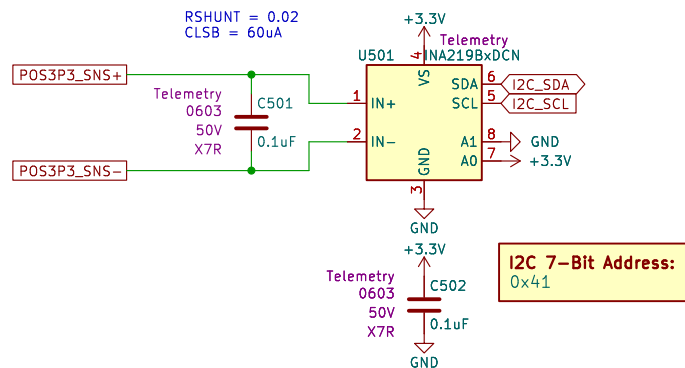 RSHUNT = 0.02
CLSB = 60uA
+3.3V
Telemetry
U501
INA219BxDCN
POS3P3_SNS+
Telemetry
0603
50V
X7R
C501
0.1uF
POS3P3_SNS-
1
IN+
2
IN-
4
VS
GND
3
SDA
6
I2C_SDA
SCL
5
I2C_SCL
A1
8
GND
A0
7
+3.3V
GND
+3.3V
Telemetry
0603
50V
X7R
C502
0.1uF
GND
I2C 7-Bit Address:
0x41